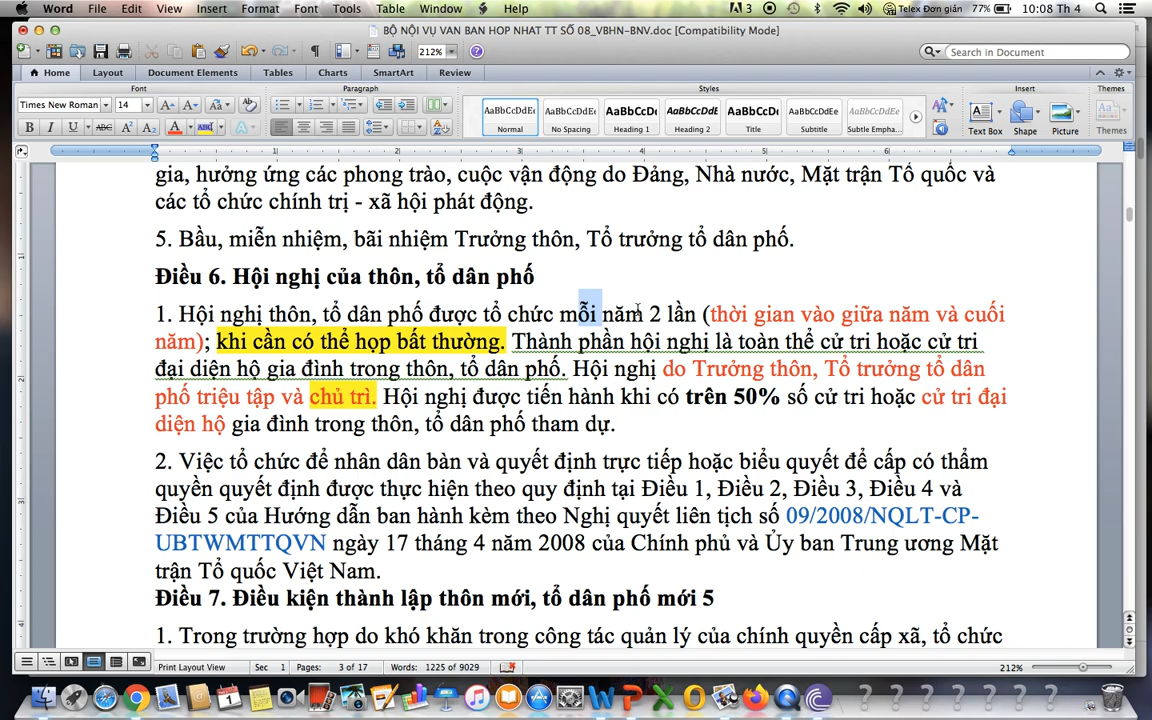 Word File Edit View Insert Format Font Tools Table Window Help 3 Telex Đơn giản 77% 10:08 Th 4
BỘ NỘI VỤ VAN BAN HOP NHAT TT SỐ 08_VBHN-BNV.doc [Compatibility Mode]
212% Search in Document
Home Layout Document Elements Tables Charts SmartArt Review
Font Paragraph Styles Insert Themes
Times New Roman 14 A A Aa
AaBbCcDdE AaBbCcDdE AaBbCcDc AaBbCcDdE AaBbCcDc AaBbCcDdE AaBbCcDdE
B I U ABC A² A₂ A ABC A
Normal No Spacing Heading 1 Heading 2 Title Subtitle Subtle Empha... Text Box Shape Picture Themes
gia, hưởng ứng các phong trào, cuộc vận động do Đảng, Nhà nước, Mặt trận Tổ quốc và
các tổ chức chính trị - xã hội phát động.
5. Bầu, miễn nhiệm, bãi nhiệm Trưởng thôn, Tổ trưởng tổ dân phố.
Điều 6. Hội nghị của thôn, tổ dân phố
1. Hội nghị thôn, tổ dân phố được tổ chức mỗi năm 2 lần (thời gian vào giữa năm và cuối
năm); khi cần có thể họp bất thường. Thành phần hội nghị là toàn thể cử tri hoặc cử tri
đại diện hộ gia đình trong thôn, tổ dân phố. Hội nghị do Trưởng thôn, Tổ trưởng tổ dân
phố triệu tập và chủ trì. Hội nghị được tiến hành khi có trên 50% số cử tri hoặc cử tri đại
diện hộ gia đình trong thôn, tổ dân phố tham dự.
2. Việc tổ chức để nhân dân bàn và quyết định trực tiếp hoặc biểu quyết để cấp có thẩm
quyền quyết định được thực hiện theo quy định tại Điều 1, Điều 2, Điều 3, Điều 4 và
Điều 5 của Hướng dẫn ban hành kèm theo Nghị quyết liên tịch số 09/2008/NQLT-CP-
UBTWMTTQVN ngày 17 tháng 4 năm 2008 của Chính phủ và Ủy ban Trung ương Mặt
trận Tổ quốc Việt Nam.
Điều 7. Điều kiện thành lập thôn mới, tổ dân phố mới 5
1. Trong trường hợp do khó khăn trong công tác quản lý của chính quyền cấp xã, tổ chức
Print Layout View Sec 1 Pages: 3 of 17 Words: 1225 of 9029 212%